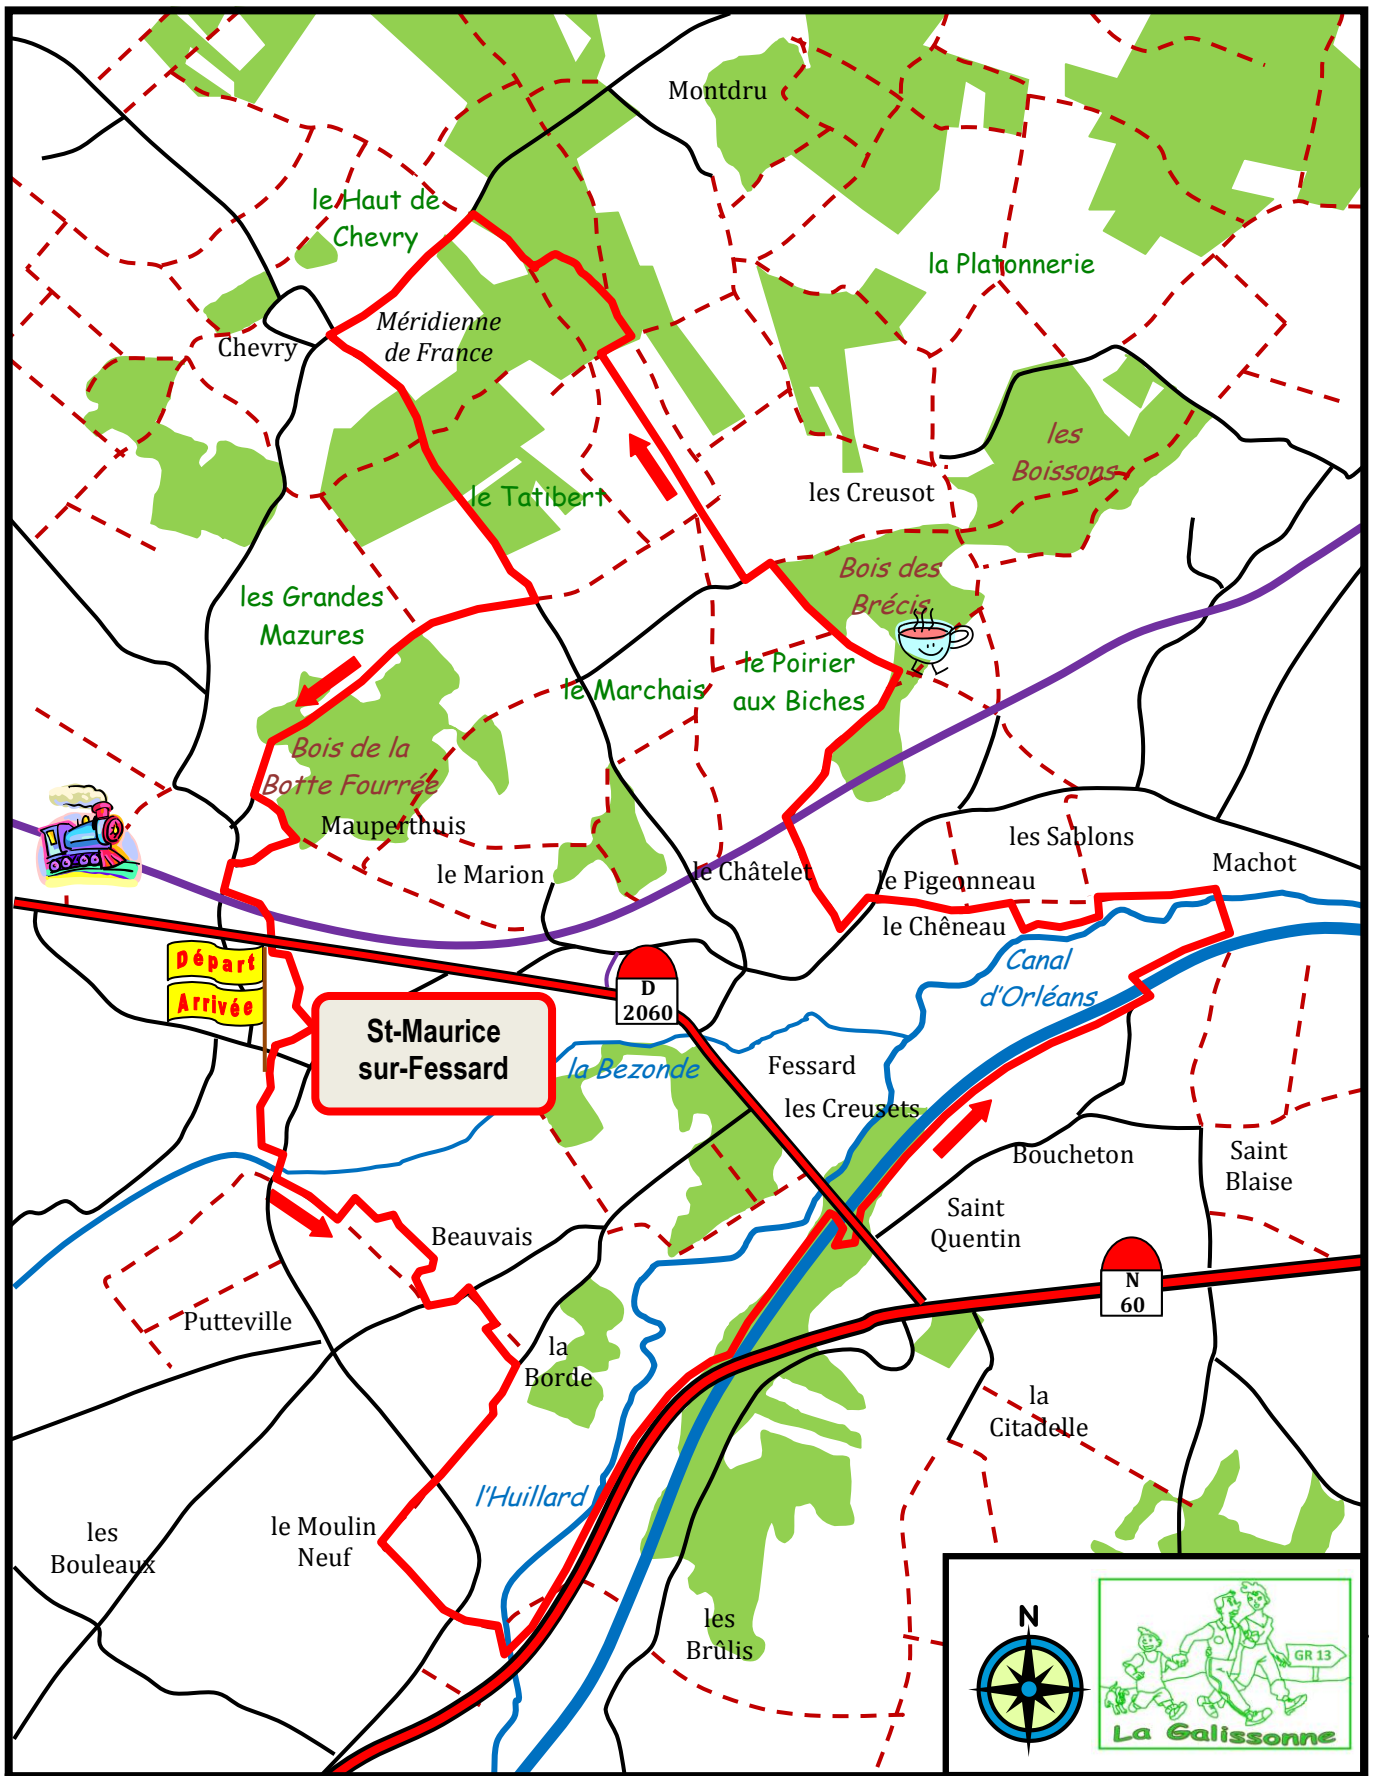 Montdru
le Haut de
Chevry
la Platonnerie
Méridienne
de France
Chevry
les
Boissons
les Creusot
le Tatibert
Bois des
Brécis
les Grandes
Mazures
le Poirier
aux Biches
le Marchais
Bois de la
Botte Fourrée
Mauperthuis
les Sablons
Machot
le Marion
le Châtelet
le Pigeonneau
le Chêneau
Départ
Arrivée
Canal
d'Orléans
D
2060
St-Maurice
sur-Fessard
la Bezonde
Fessard
les Creusets
Boucheton
Saint
Blaise
Saint
Quentin
Beauvais
N
60
Putteville
la
Borde
la
Citadelle
l'Huillard
les
Bouleaux
le Moulin
Neuf
les
Brûlis
N
GR 13
La Galissonne